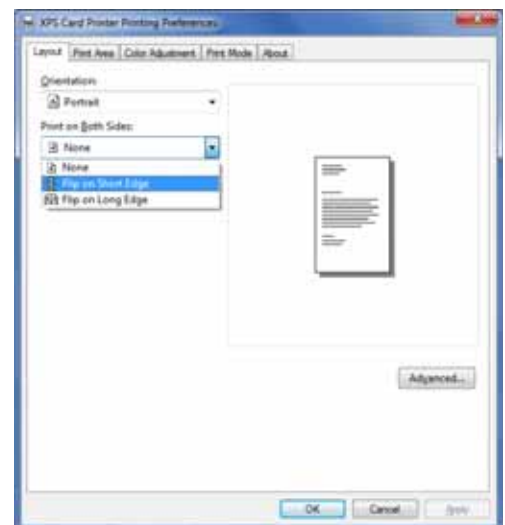 XPS Card Printer Printing Preferences
Layout Print Area Color Adjustment Print Mode About
Orientation:
Portrait
Print on Both Sides:
None
None
Flip on Short Edge
Flip on Long Edge
Advanced...
OK Cancel Apply